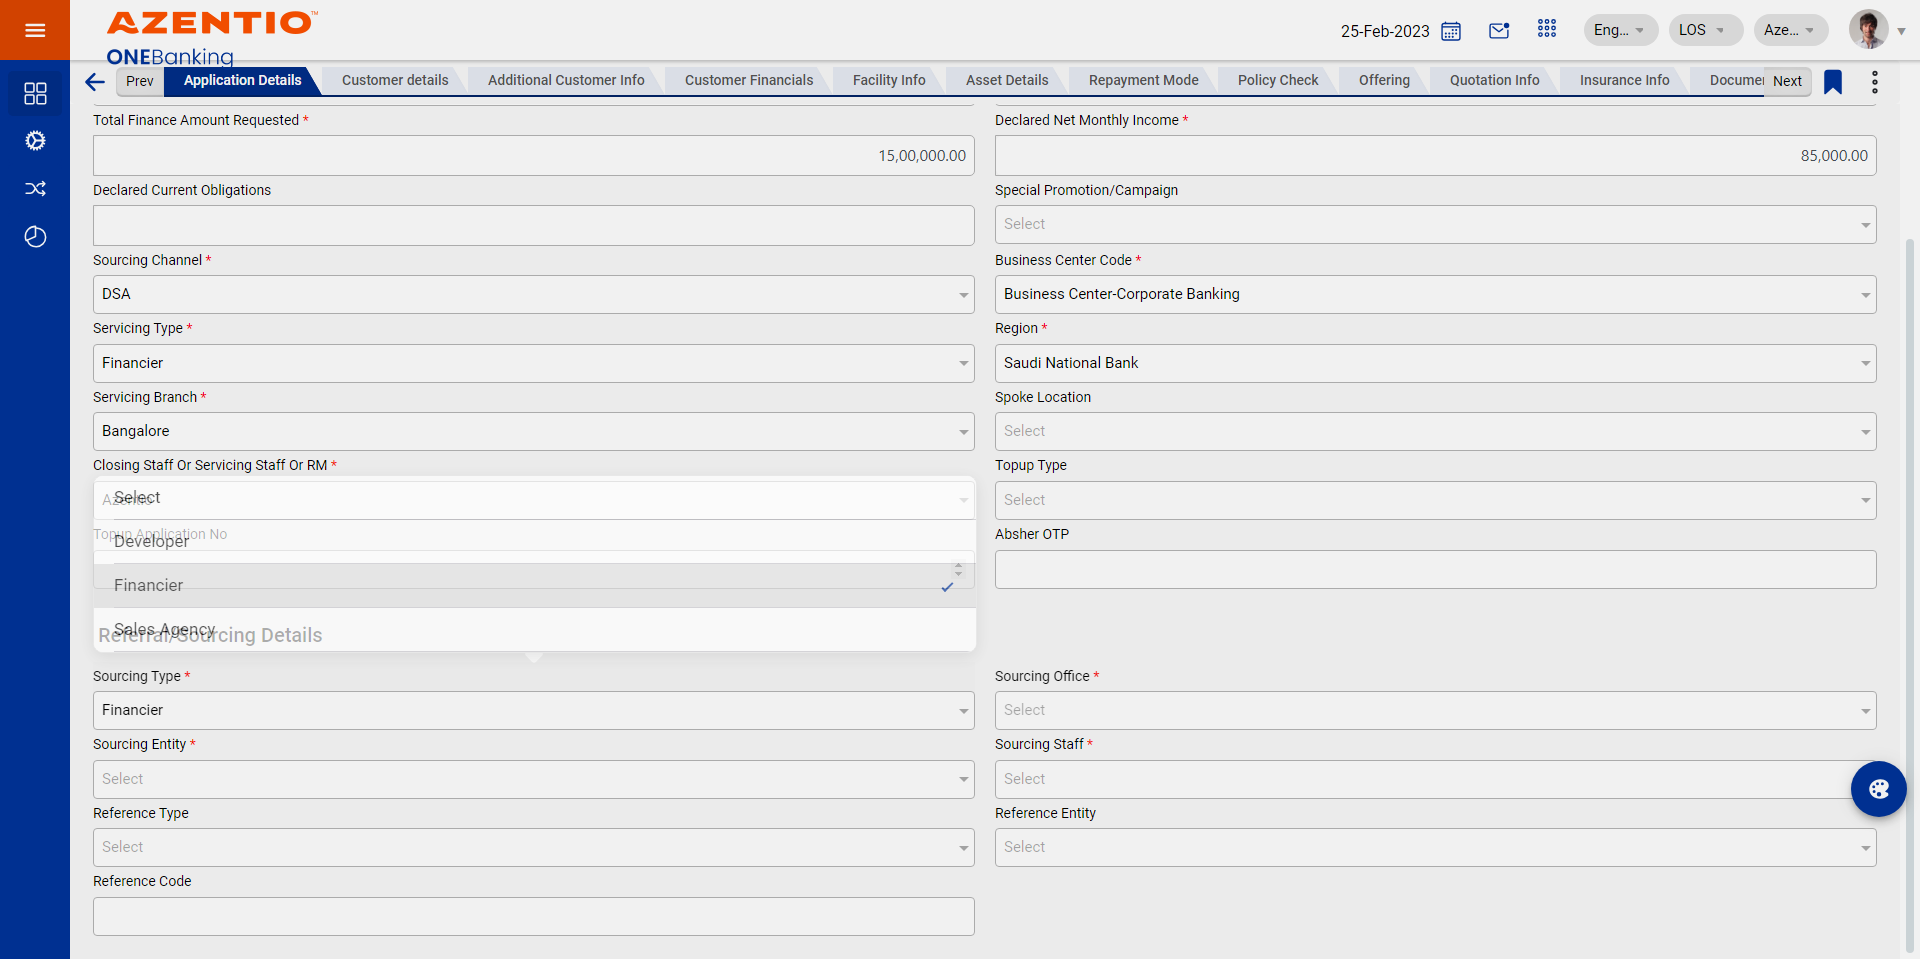 AZENTIO™
ONEBanking
25-Feb-2023
Eng...
LOS
Aze...
Prev
Application Details
Customer details
Additional Customer Info
Customer Financials
Facility Info
Asset Details
Repayment Mode
Policy Check
Offering
Quotation Info
Insurance Info
Documen
Next
Total Finance Amount Requested *
Declared Net Monthly Income *
15,00,000.00
85,000.00
Declared Current Obligations
Special Promotion/Campaign
Select
Sourcing Channel *
Business Center Code *
DSA
Business Center-Corporate Banking
Servicing Type *
Region *
Financier
Saudi National Bank
Servicing Branch *
Spoke Location
Bangalore
Select
Closing Staff Or Servicing Staff Or RM *
Topup Type
Azentio
Select
Select
Topup Application No
Absher OTP
Developer
Financier
Sales Agency
Referral/Sourcing Details
Sourcing Type *
Sourcing Office *
Financier
Select
Sourcing Entity *
Sourcing Staff *
Select
Select
Reference Type
Reference Entity
Select
Select
Reference Code